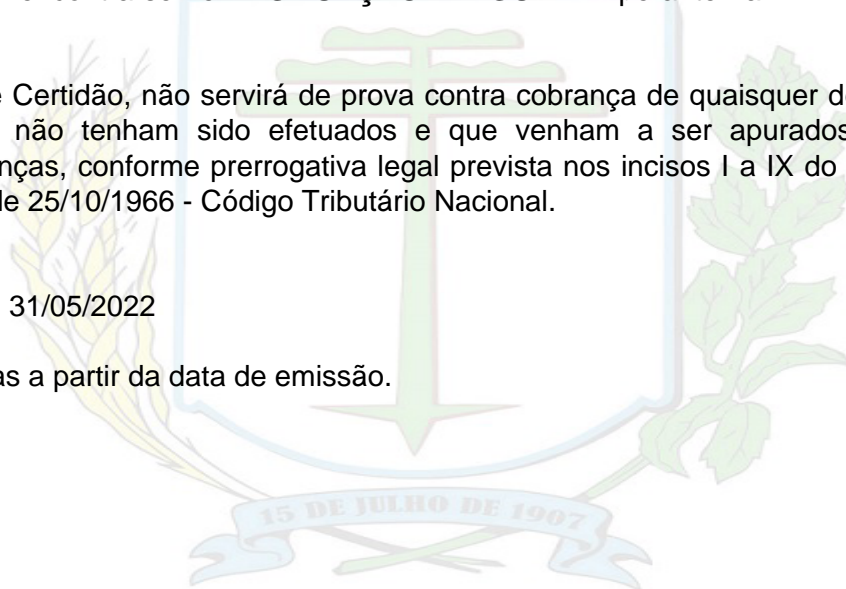 e Certidão, não servirá de prova contra cobrança de quaisquer d
não tenham sido efetuados e que venham a ser apurados
nças, conforme prerrogativa legal prevista nos incisos I a IX do
de 25/10/1966 - Código Tributário Nacional.
31/05/2022
as a partir da data de emissão.
15 DE JULHO DE 1907